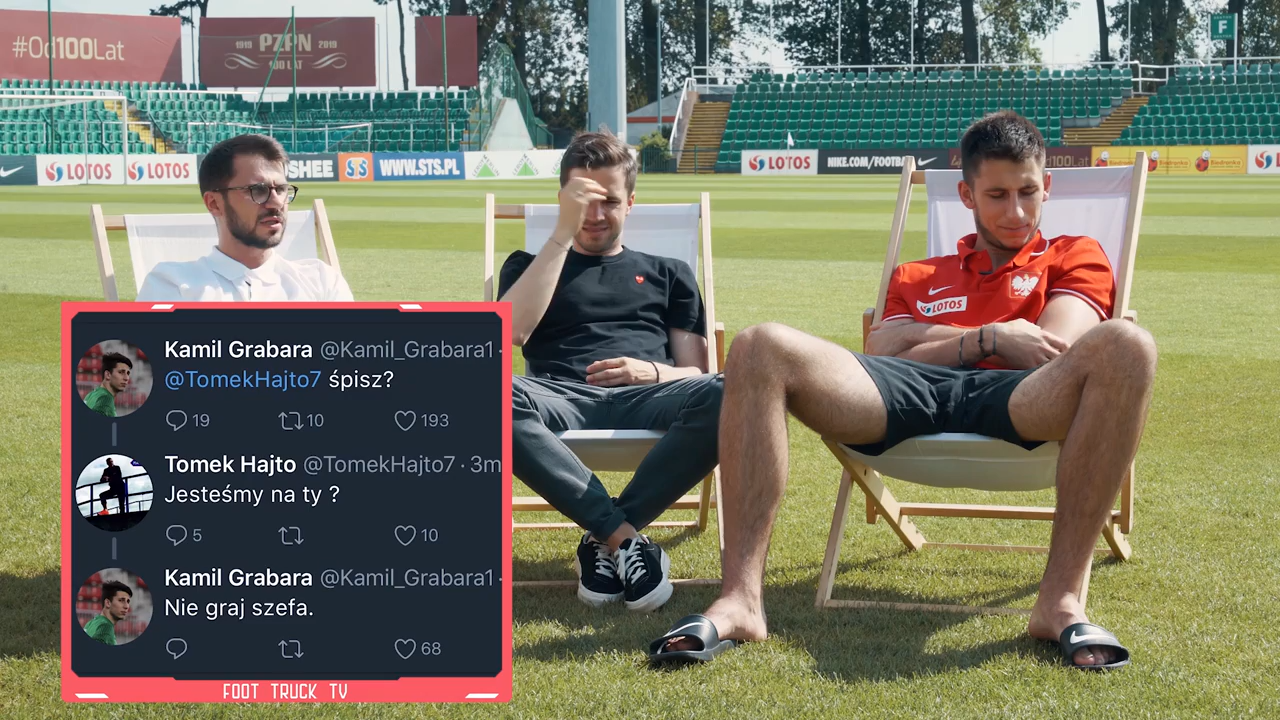 #Od100Lat
1919 PZPN 2019
100 LAT
F
LOTOS
LOTOS
SHEE
STS
WWW.STS.PL
LOTOS
NIKE.COM/FOOTBA
LOTOS
Kamil Grabara @Kamil_Grabara1 ·
@TomekHajto7 śpisz?
19 10 193
Tomek Hajto @TomekHajto7 · 3m
Jesteśmy na ty ?
5 10
Kamil Grabara @Kamil_Grabara1 ·
Nie graj szefa.
68
FOOT TRUCK TV
LOTOS